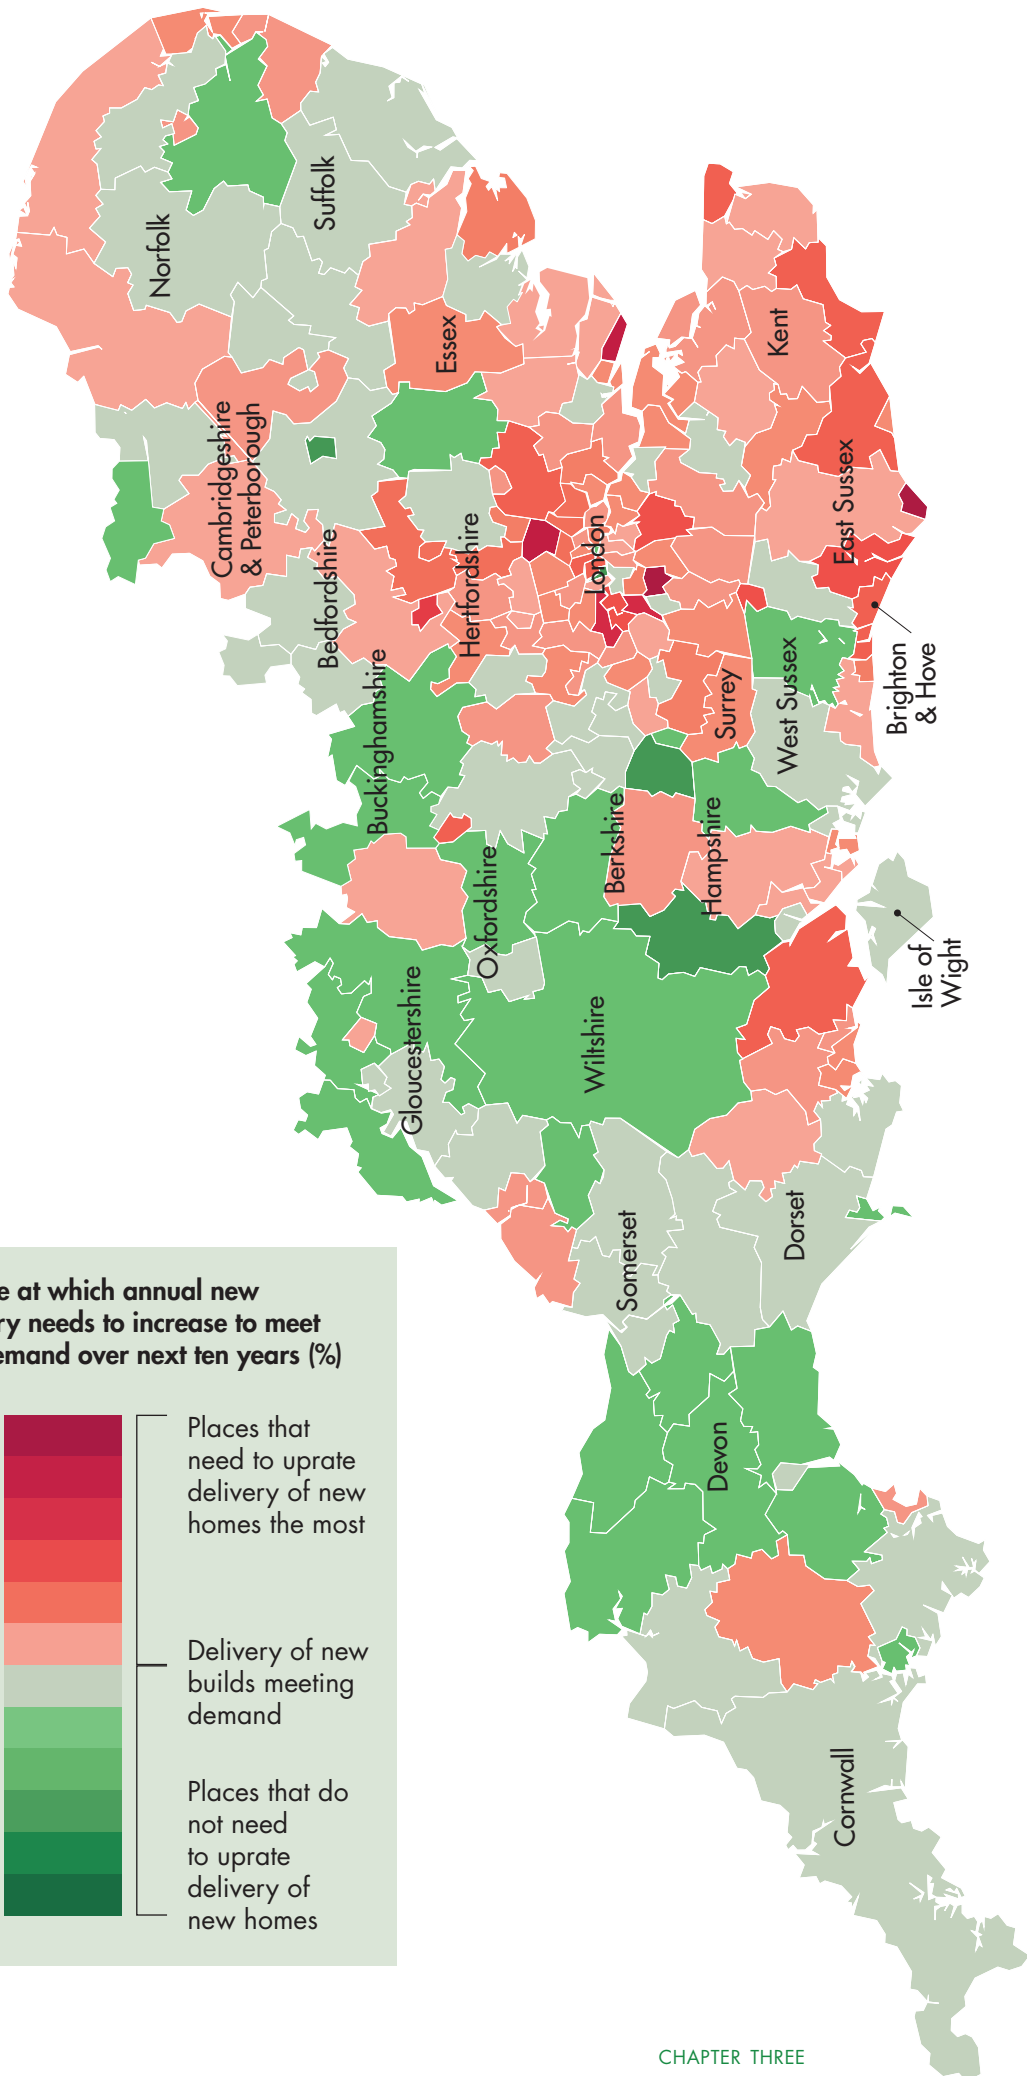 Norfolk
Suffolk
Cambridgeshire
& Peterborough
Essex
Bedfordshire
Hertfordshire
London
Kent
East Sussex
Buckinghamshire
Surrey
West Sussex
Brighton
& Hove
Oxfordshire
Berkshire
Hampshire
Isle of
Wight
Gloucestershire
Wiltshire
Somerset
Dorset
Devon
Cornwall
at which annual new
needs to increase to meet
over next ten years (%)
Places that
need to uprate
delivery of new
homes the most
Delivery of new
builds meeting
demand
Places that do
not need
to uprate
delivery of
new homes
CHAPTER THREE